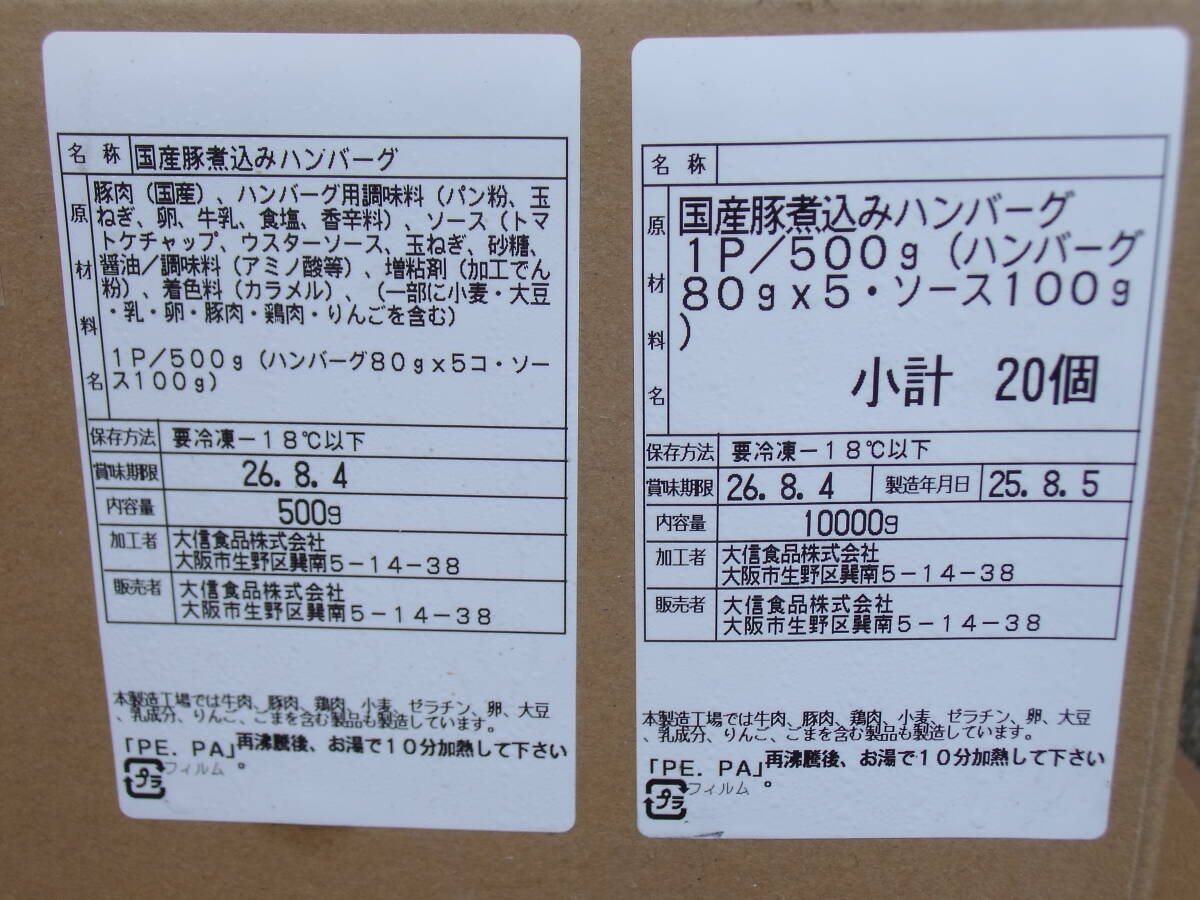 名称 国産豚煮込みハンバーグ
原材料名
豚肉（国産）、ハンバーグ用調味料（パン粉、玉
ねぎ、卵、牛乳、食塩、香辛料）、ソース（トマ
トケチャップ、ウスターソース、玉ねぎ、砂糖、
醤油／調味料（アミノ酸等）、増粘剤（加工でん
粉）、着色料（カラメル）、（一部に小麦・大豆
・乳・卵・豚肉・鶏肉・りんごを含む）
１Ｐ／５００ｇ（ハンバーグ８０ｇｘ５コ・ソー
ス１００ｇ）
保存方法 要冷凍－１８℃以下
賞味期限 26.8.4
内容量 500g
加工者 大信食品株式会社
大阪市生野区巽南５－１４－３８
販売者 大信食品株式会社
大阪市生野区巽南５－１４－３８
本製造工場では牛肉、豚肉、鶏肉、小麦、ゼラチン、卵、大豆
、乳成分、りんご、ごまを含む製品も製造しています。
「PE. PA」再沸騰後、お湯で１０分加熱して下さい
プラ フィルム 。
名称
原材料名
国産豚煮込みハンバーグ
１Ｐ／５００ｇ（ハンバーグ
８０ｇｘ５・ソース１００ｇ
）
小計 20個
保存方法 要冷凍－１８℃以下
賞味期限 26.8.4 製造年月日 25.8.5
内容量 10000g
加工者 大信食品株式会社
大阪市生野区巽南５－１４－３８
販売者 大信食品株式会社
大阪市生野区巽南５－１４－３８
本製造工場では牛肉、豚肉、鶏肉、小麦、ゼラチン、卵、大豆
、乳成分、りんご、ごまを含む製品も製造しています。
「PE. PA」再沸騰後、お湯で１０分加熱して下さい
プラ フィルム 。